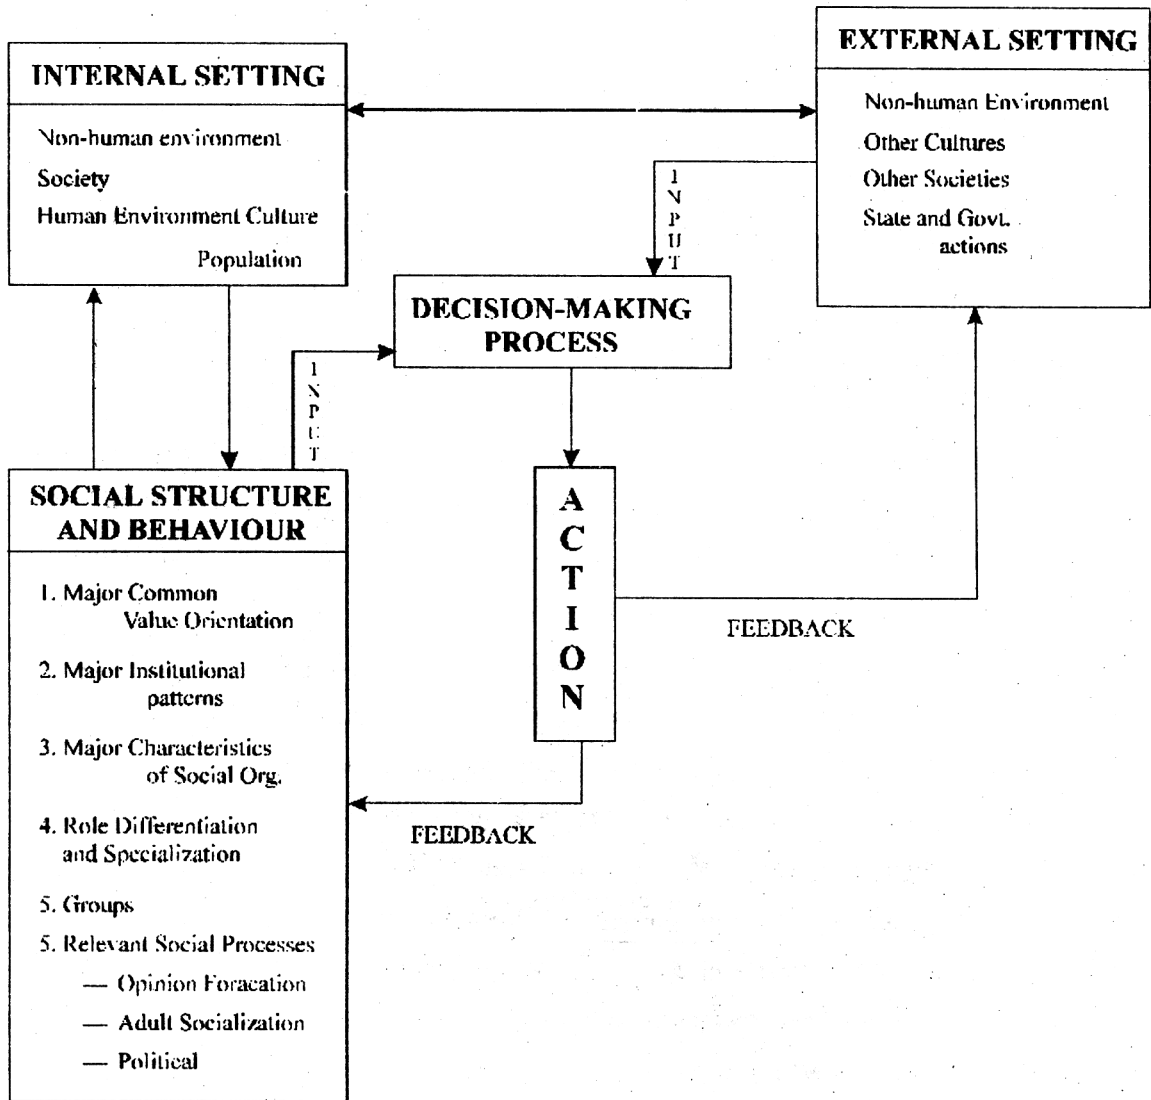 INTERNAL SETTING
Non-human environment
Society
Human Environment Culture
Population
EXTERNAL SETTING
Non-human Environment
Other Cultures
Other Societies
State and Govt.
actions
INPUT
DECISION-MAKING
PROCESS
INPUT
SOCIAL STRUCTURE
AND BEHAVIOUR
1. Major Common
Value Orientation
2. Major Institutional
patterns
3. Major Characteristics
of Social Org.
4. Role Differentiation
and Specialization
5. Groups
5. Relevant Social Processes
— Opinion Foracation
— Adult Socialization
— Political
ACTION
FEEDBACK
FEEDBACK